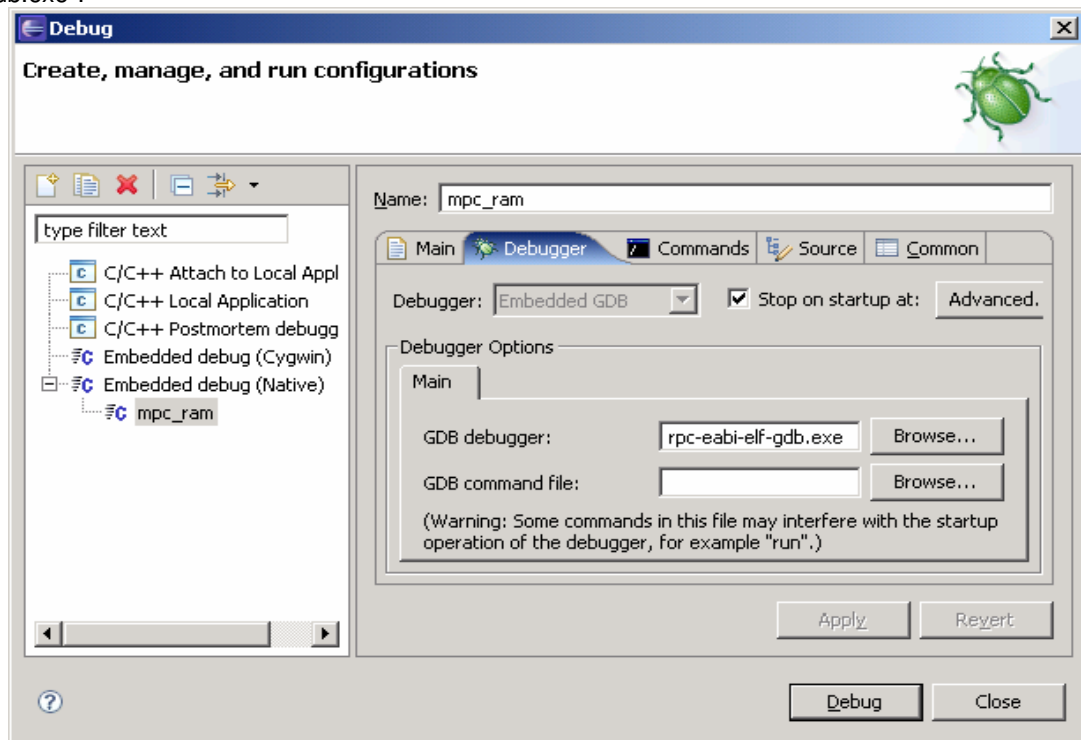 Debug
Create, manage, and run configurations
type filter text
C/C++ Attach to Local Appl
C/C++ Local Application
C/C++ Postmortem debugg
Embedded debug (Cygwin)
Embedded debug (Native)
mpc_ram
Name: mpc_ram
Main Debugger Commands Source Common
Debugger: Embedded GDB Stop on startup at: Advanced.
Debugger Options
Main
GDB debugger: rpc-eabi-elf-gdb.exe Browse...
GDB command file: Browse...
(Warning: Some commands in this file may interfere with the startup
operation of the debugger, for example "run".)
Apply Revert
Debug Close